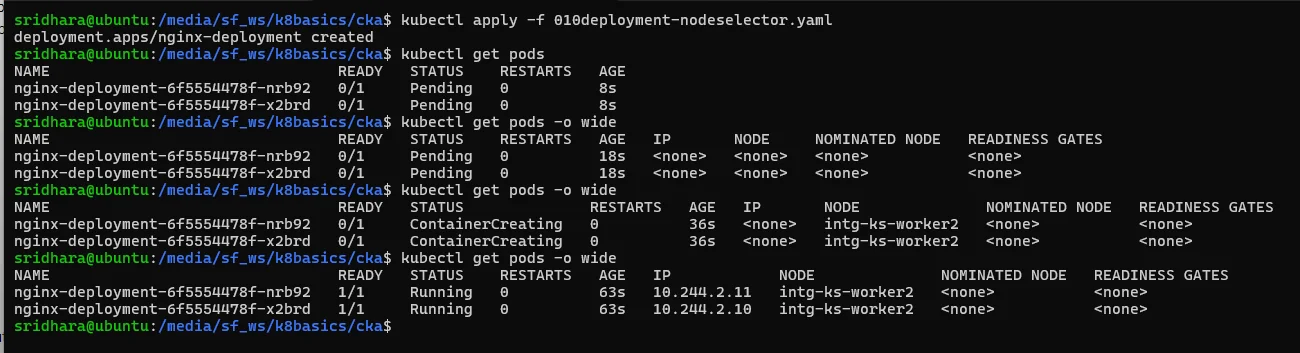 sridhara@ubuntu:/media/sf_ws/k8basics/cka$ kubectl apply -f 010deployment-nodeselector.yaml
deployment.apps/nginx-deployment created
sridhara@ubuntu:/media/sf_ws/k8basics/cka$ kubectl get pods
NAME                                READY   STATUS    RESTARTS   AGE
nginx-deployment-6f5554478f-nrb92   0/1     Pending   0          8s
nginx-deployment-6f5554478f-x2brd   0/1     Pending   0          8s
sridhara@ubuntu:/media/sf_ws/k8basics/cka$ kubectl get pods -o wide
NAME                                READY   STATUS    RESTARTS   AGE   IP       NODE     NOMINATED NODE   READINESS GATES
nginx-deployment-6f5554478f-nrb92   0/1     Pending   0          18s   <none>   <none>   <none>           <none>
nginx-deployment-6f5554478f-x2brd   0/1     Pending   0          18s   <none>   <none>   <none>           <none>
sridhara@ubuntu:/media/sf_ws/k8basics/cka$ kubectl get pods -o wide
NAME                                READY   STATUS              RESTARTS   AGE   IP       NODE              NOMINATED NODE   READINESS GATES
nginx-deployment-6f5554478f-nrb92   0/1     ContainerCreating   0          36s   <none>   intg-ks-worker2   <none>           <none>
nginx-deployment-6f5554478f-x2brd   0/1     ContainerCreating   0          36s   <none>   intg-ks-worker2   <none>           <none>
sridhara@ubuntu:/media/sf_ws/k8basics/cka$ kubectl get pods -o wide
NAME                                READY   STATUS    RESTARTS   AGE   IP            NODE              NOMINATED NODE   READINESS GATES
nginx-deployment-6f5554478f-nrb92   1/1     Running   0          63s   10.244.2.11   intg-ks-worker2   <none>           <none>
nginx-deployment-6f5554478f-x2brd   1/1     Running   0          63s   10.244.2.10   intg-ks-worker2   <none>           <none>
sridhara@ubuntu:/media/sf_ws/k8basics/cka$